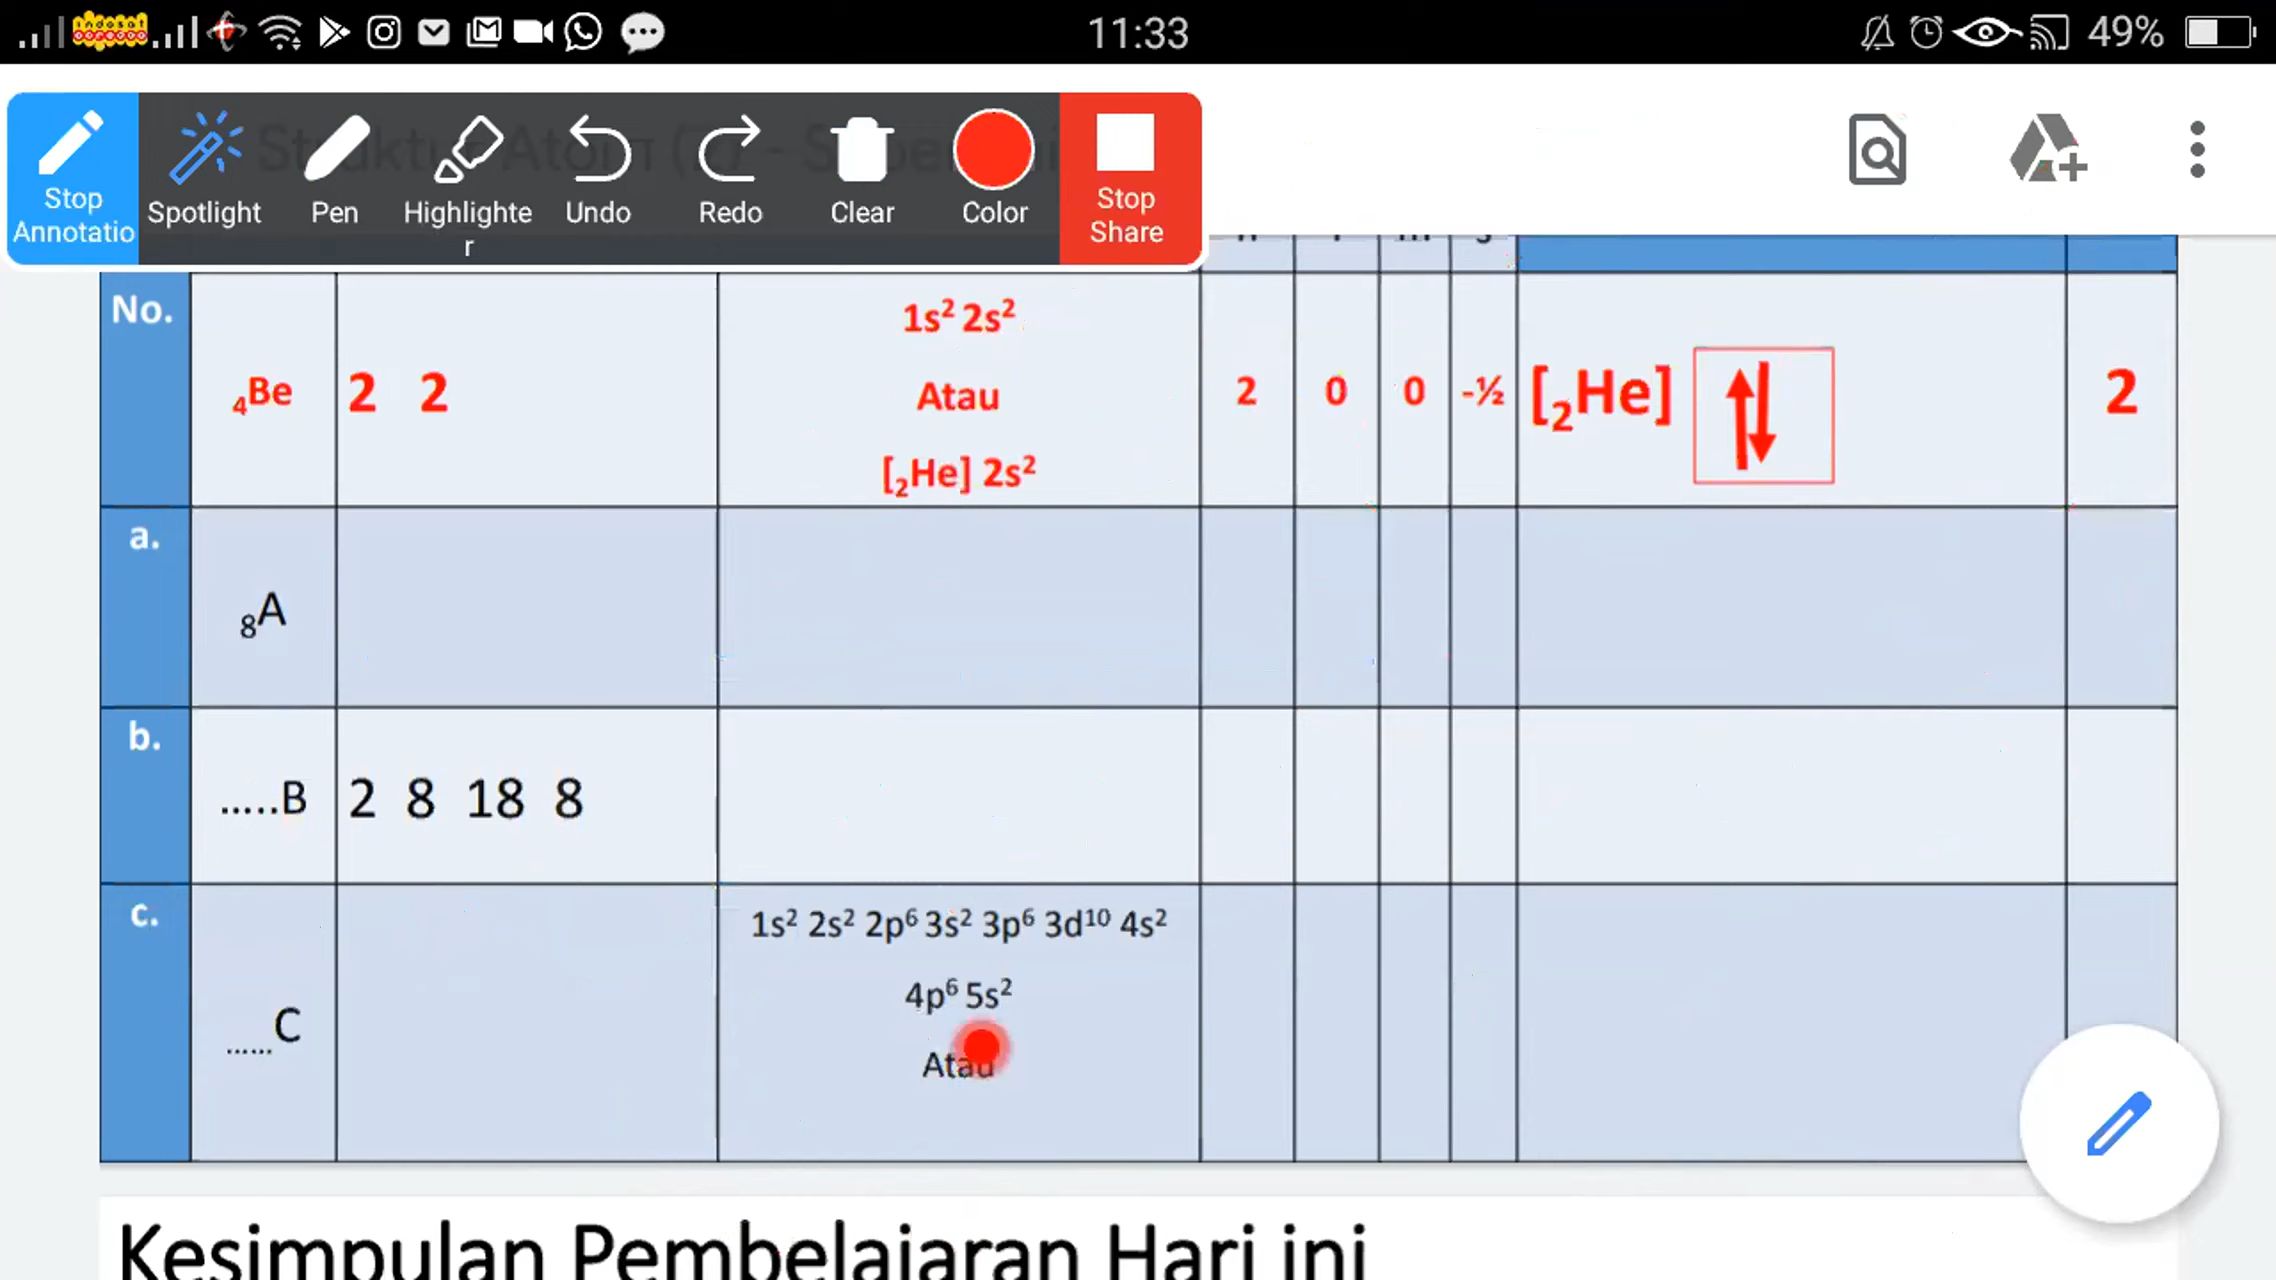 indosat
ooredoo
11:33
49%
Stop
Annotatio
Spotlight
Pen
Highlighte
r
Undo
Redo
Clear
Color
Stop
Share
No.
₄Be
2 2
1s² 2s²
Atau
[₂He] 2s²
2
0
0
-½
[₂He]
2
a.
₈A
b.
.....B
2 8 18 8
c.
......C
1s² 2s² 2p⁶ 3s² 3p⁶ 3d¹⁰ 4s²
4p⁶ 5s²
Atau
Kesimpulan Pembelajaran Hari ini